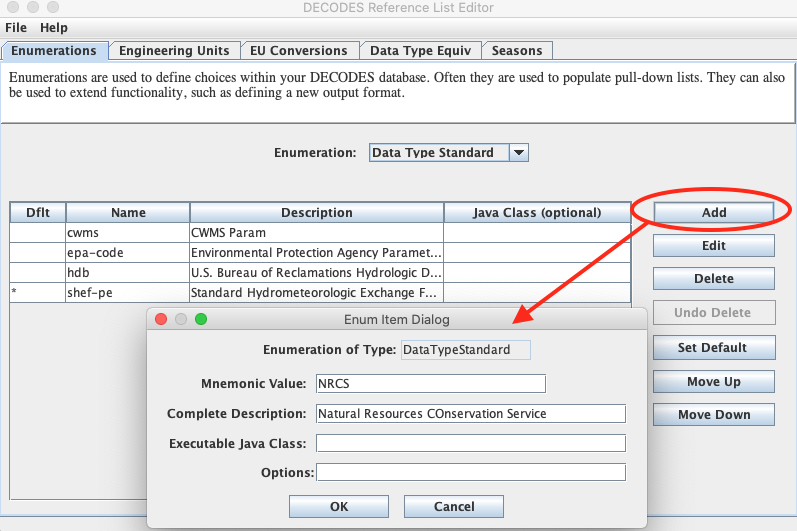 DECODES Reference List Editor
File Help
Enumerations Engineering Units EU Conversions Data Type Equiv Seasons
Enumerations are used to define choices within your DECODES database. Often they are used to populate pull-down lists. They can also
be used to extend functionality, such as defining a new output format.
Enumeration: Data Type Standard
Dflt Name Description Java Class (optional)
cwms CWMS Param
epa-code Environmental Protection Agency Paramet...
hdb U.S. Bureau of Reclamations Hydrologic D...
* shef-pe Standard Hydrometeorologic Exchange F...
Add
Edit
Delete
Undo Delete
Set Default
Move Up
Move Down
Enum Item Dialog
Enumeration of Type: DataTypeStandard
Mnemonic Value: NRCS
Complete Description: Natural Resources COnservation Service
Executable Java Class:
Options:
OK Cancel